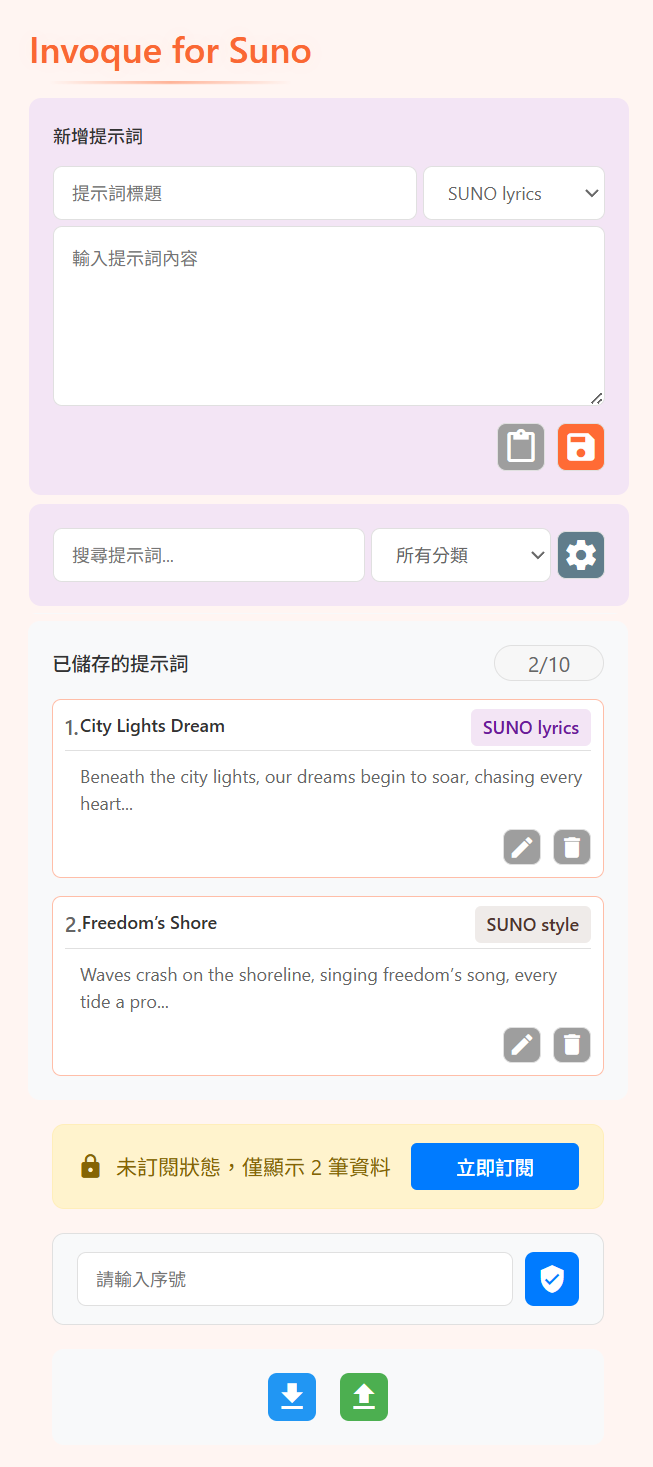 Invoque for Suno
新增提示詞
提示詞標題
SUNO lyrics
輸入提示詞內容
搜尋提示詞...
所有分類
已儲存的提示詞
2/10
1.City Lights Dream
SUNO lyrics
Beneath the city lights, our dreams begin to soar, chasing every
heart...
2.Freedom’s Shore
SUNO style
Waves crash on the shoreline, singing freedom’s song, every
tide a pro...
未訂閱狀態，僅顯示 2 筆資料
立即訂閱
請輸入序號